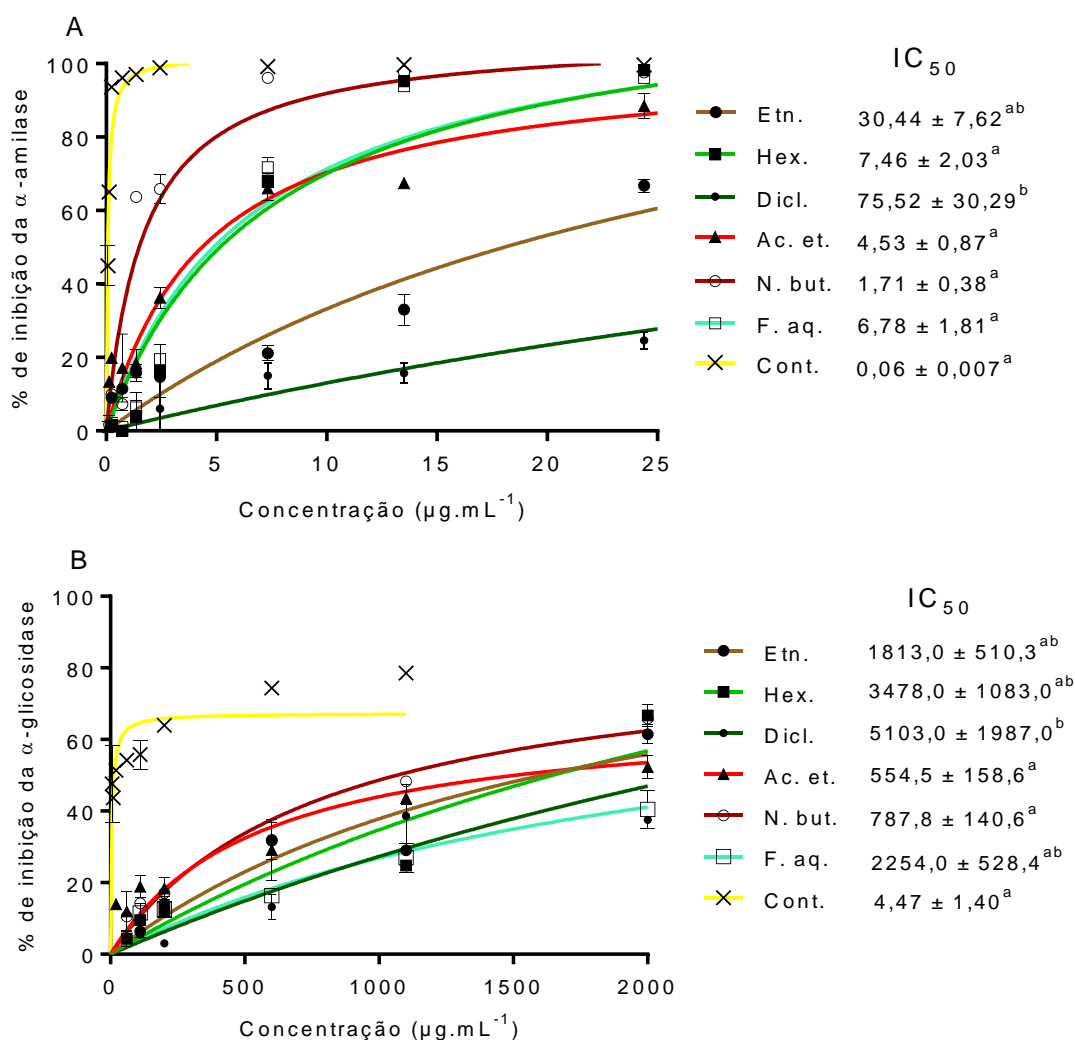 A
IC50
% de inibição da α-amilase
100
80
60
40
20
0
0 5 10 15 20 25
Concentração (µg.mL-1)
Etn. 30,44 ± 7,62ab
Hex. 7,46 ± 2,03a
Dicl. 75,52 ± 30,29b
Ac. et. 4,53 ± 0,87a
N. but. 1,71 ± 0,38a
F. aq. 6,78 ± 1,81a
Cont. 0,06 ± 0,007a
B
IC50
% de inibição da α-glicosidase
100
80
60
40
20
0
0 500 1000 1500 2000
Concentração (µg.mL-1)
Etn. 1813,0 ± 510,3ab
Hex. 3478,0 ± 1083,0ab
Dicl. 5103,0 ± 1987,0b
Ac. et. 554,5 ± 158,6a
N. but. 787,8 ± 140,6a
F. aq. 2254,0 ± 528,4ab
Cont. 4,47 ± 1,40a